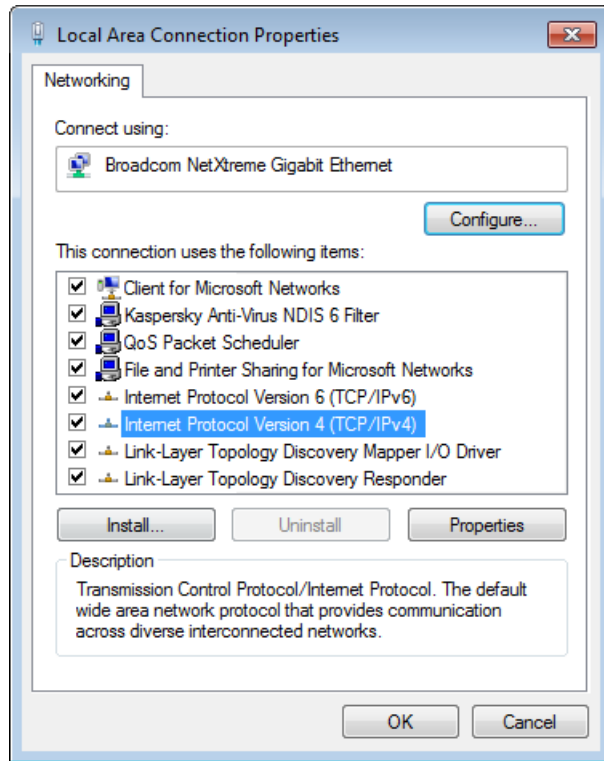 Local Area Connection Properties
Networking
Connect using:
Broadcom NetXtreme Gigabit Ethernet
Configure...
This connection uses the following items:
Client for Microsoft Networks
Kaspersky Anti-Virus NDIS 6 Filter
QoS Packet Scheduler
File and Printer Sharing for Microsoft Networks
Internet Protocol Version 6 (TCP/IPv6)
Internet Protocol Version 4 (TCP/IPv4)
Link-Layer Topology Discovery Mapper I/O Driver
Link-Layer Topology Discovery Responder
Install... Uninstall Properties
Description
Transmission Control Protocol/Internet Protocol. The default
wide area network protocol that provides communication
across diverse interconnected networks.
OK Cancel